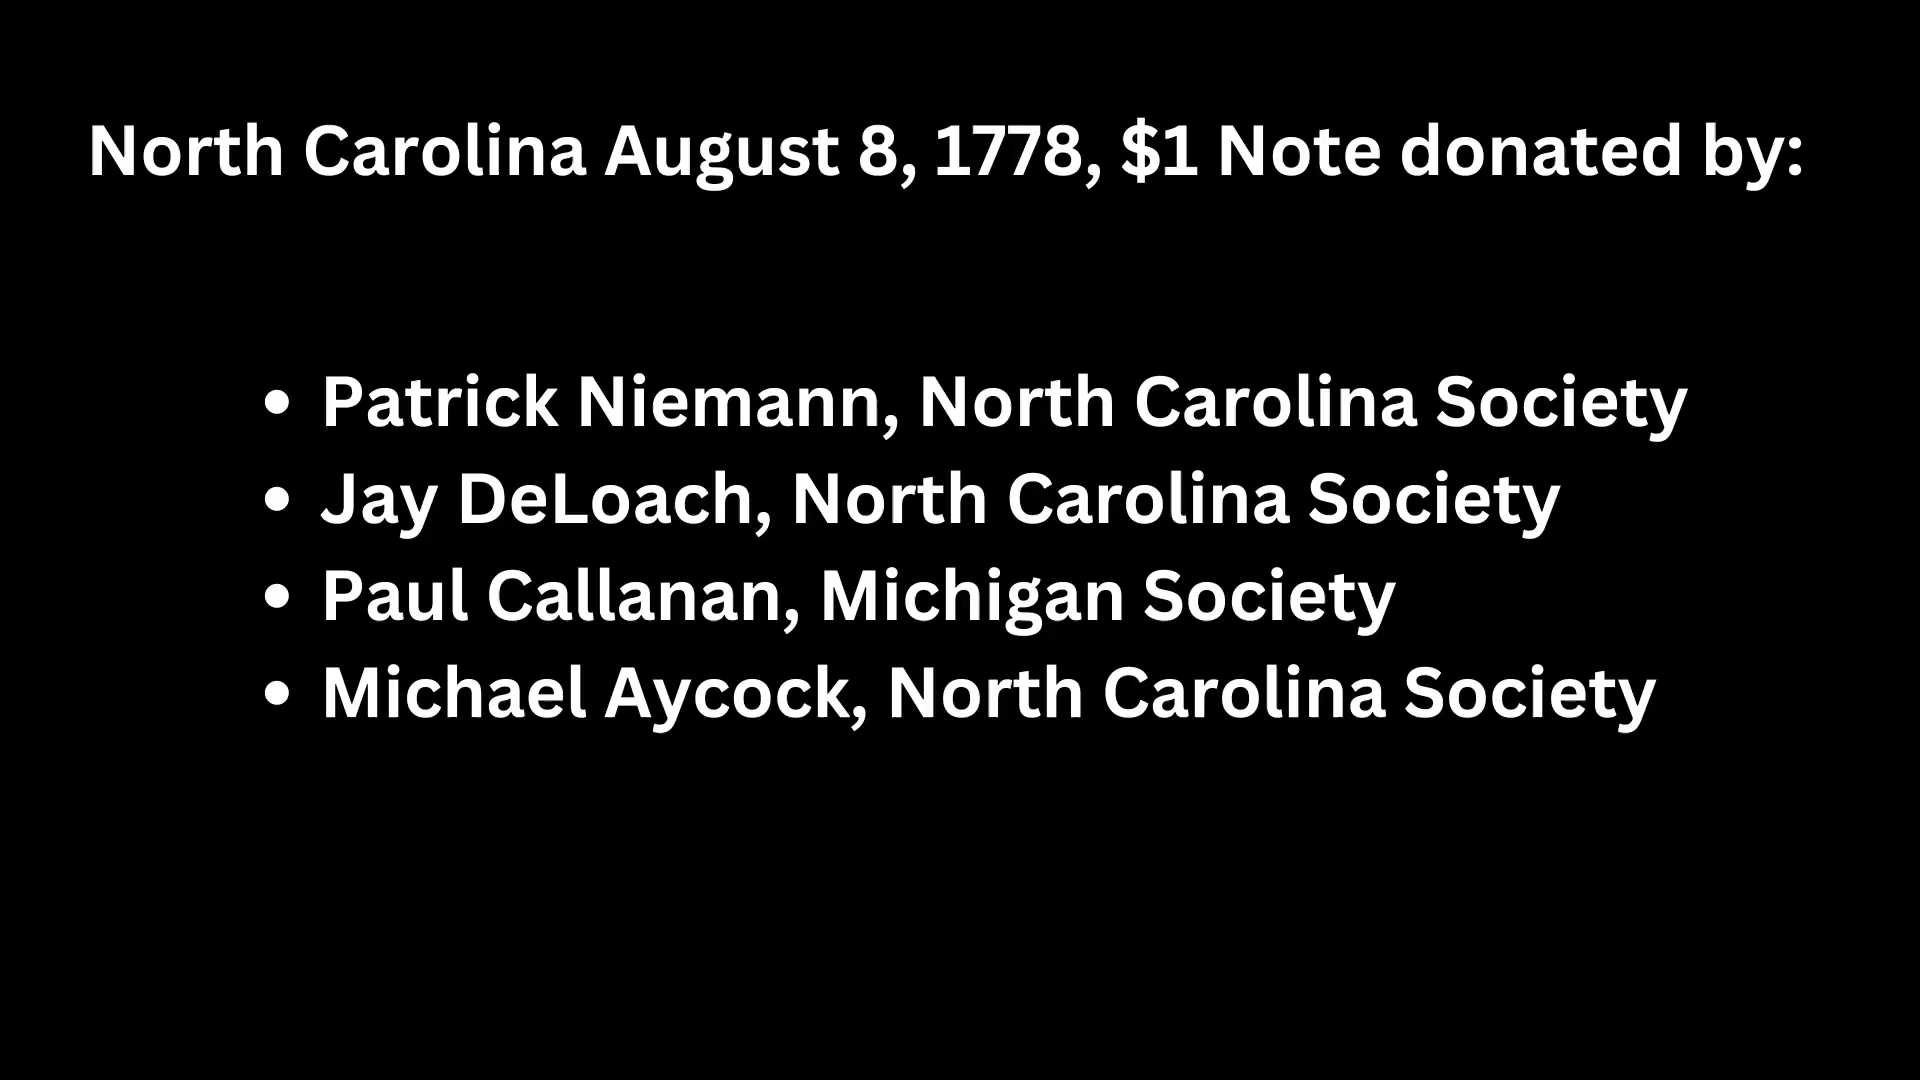 North Carolina August 8, 1778, $1 Note donated by:
• Patrick Niemann, North Carolina Society
• Jay DeLoach, North Carolina Society
• Paul Callanan, Michigan Society
• Michael Aycock, North Carolina Society